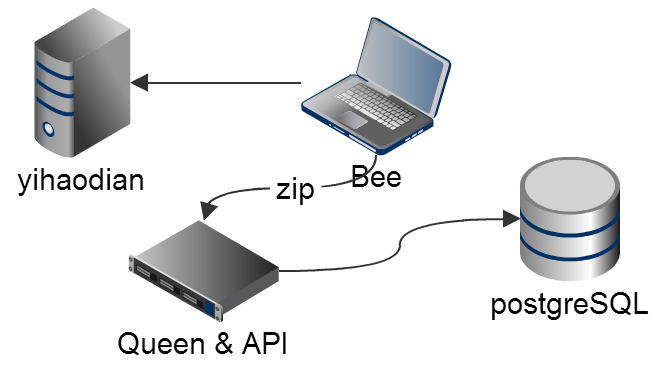 yihaodian
Bee
zip
postgreSQL
Queen & API